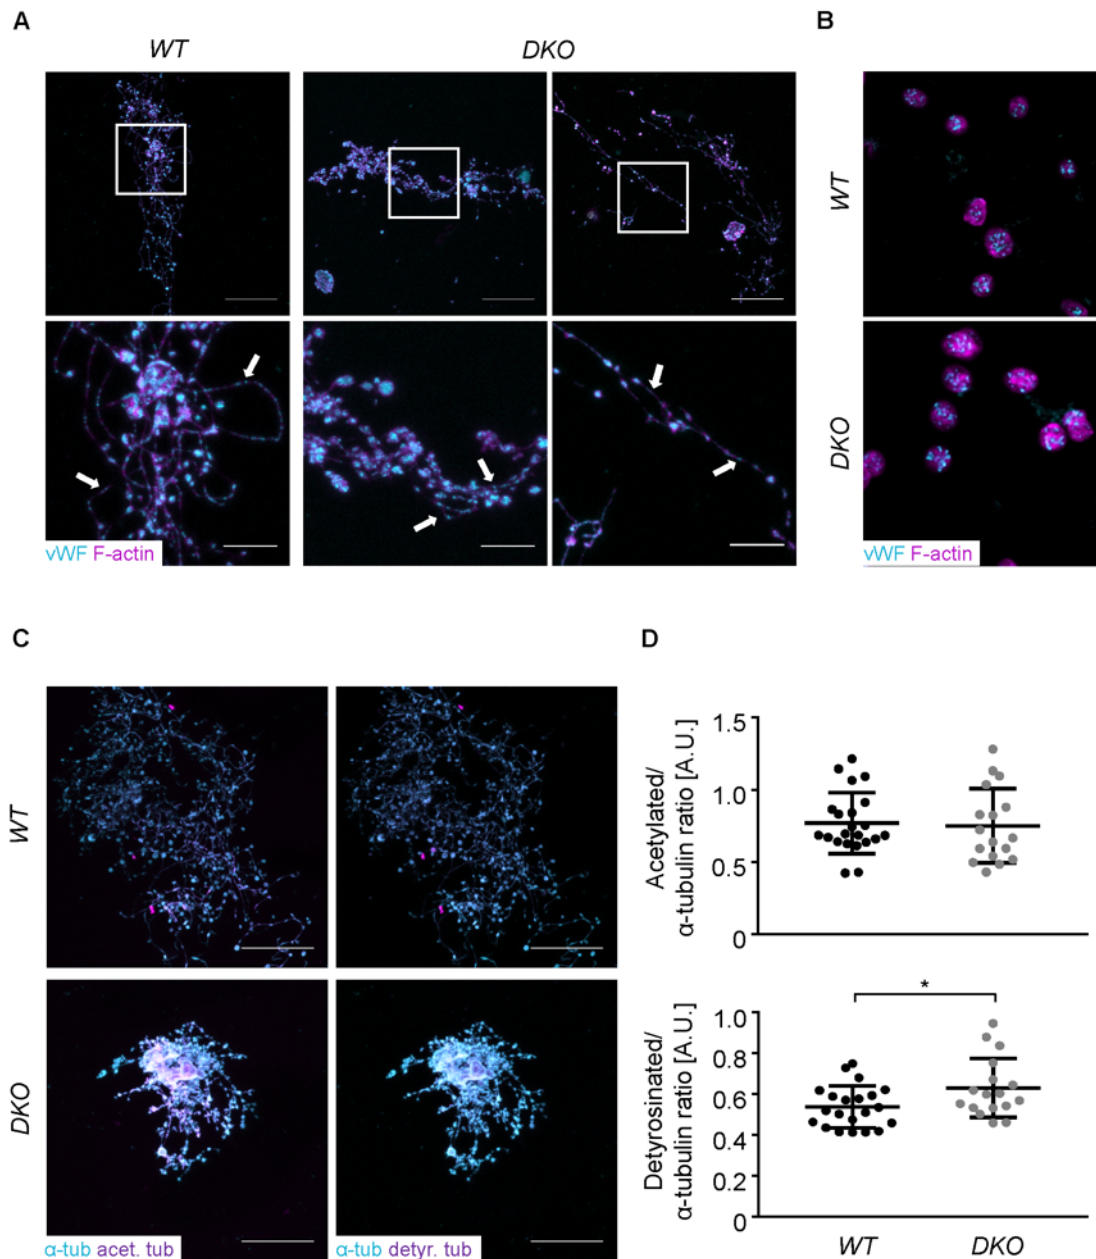 A
B
WT
DKO
WT
DKO
vWF F-actin
vWF F-actin
C
D
WT
DKO
α-tub acet. tub
α-tub detyr. tub
Acetylated/
α-tubulin ratio [A.U.]
1.5
1.0
0.5
0
*
Detyrosinated/
α-tubulin ratio [A.U.]
1.0
0.8
0.6
0.4
0.2
0.0
WT
DKO